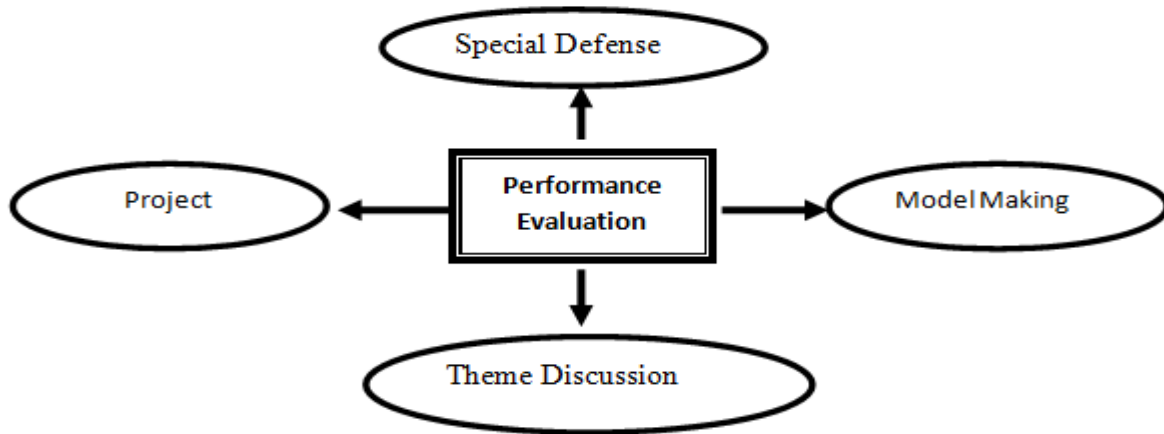 Special Defense
Project
Performance
Evaluation
Model Making
Theme Discussion